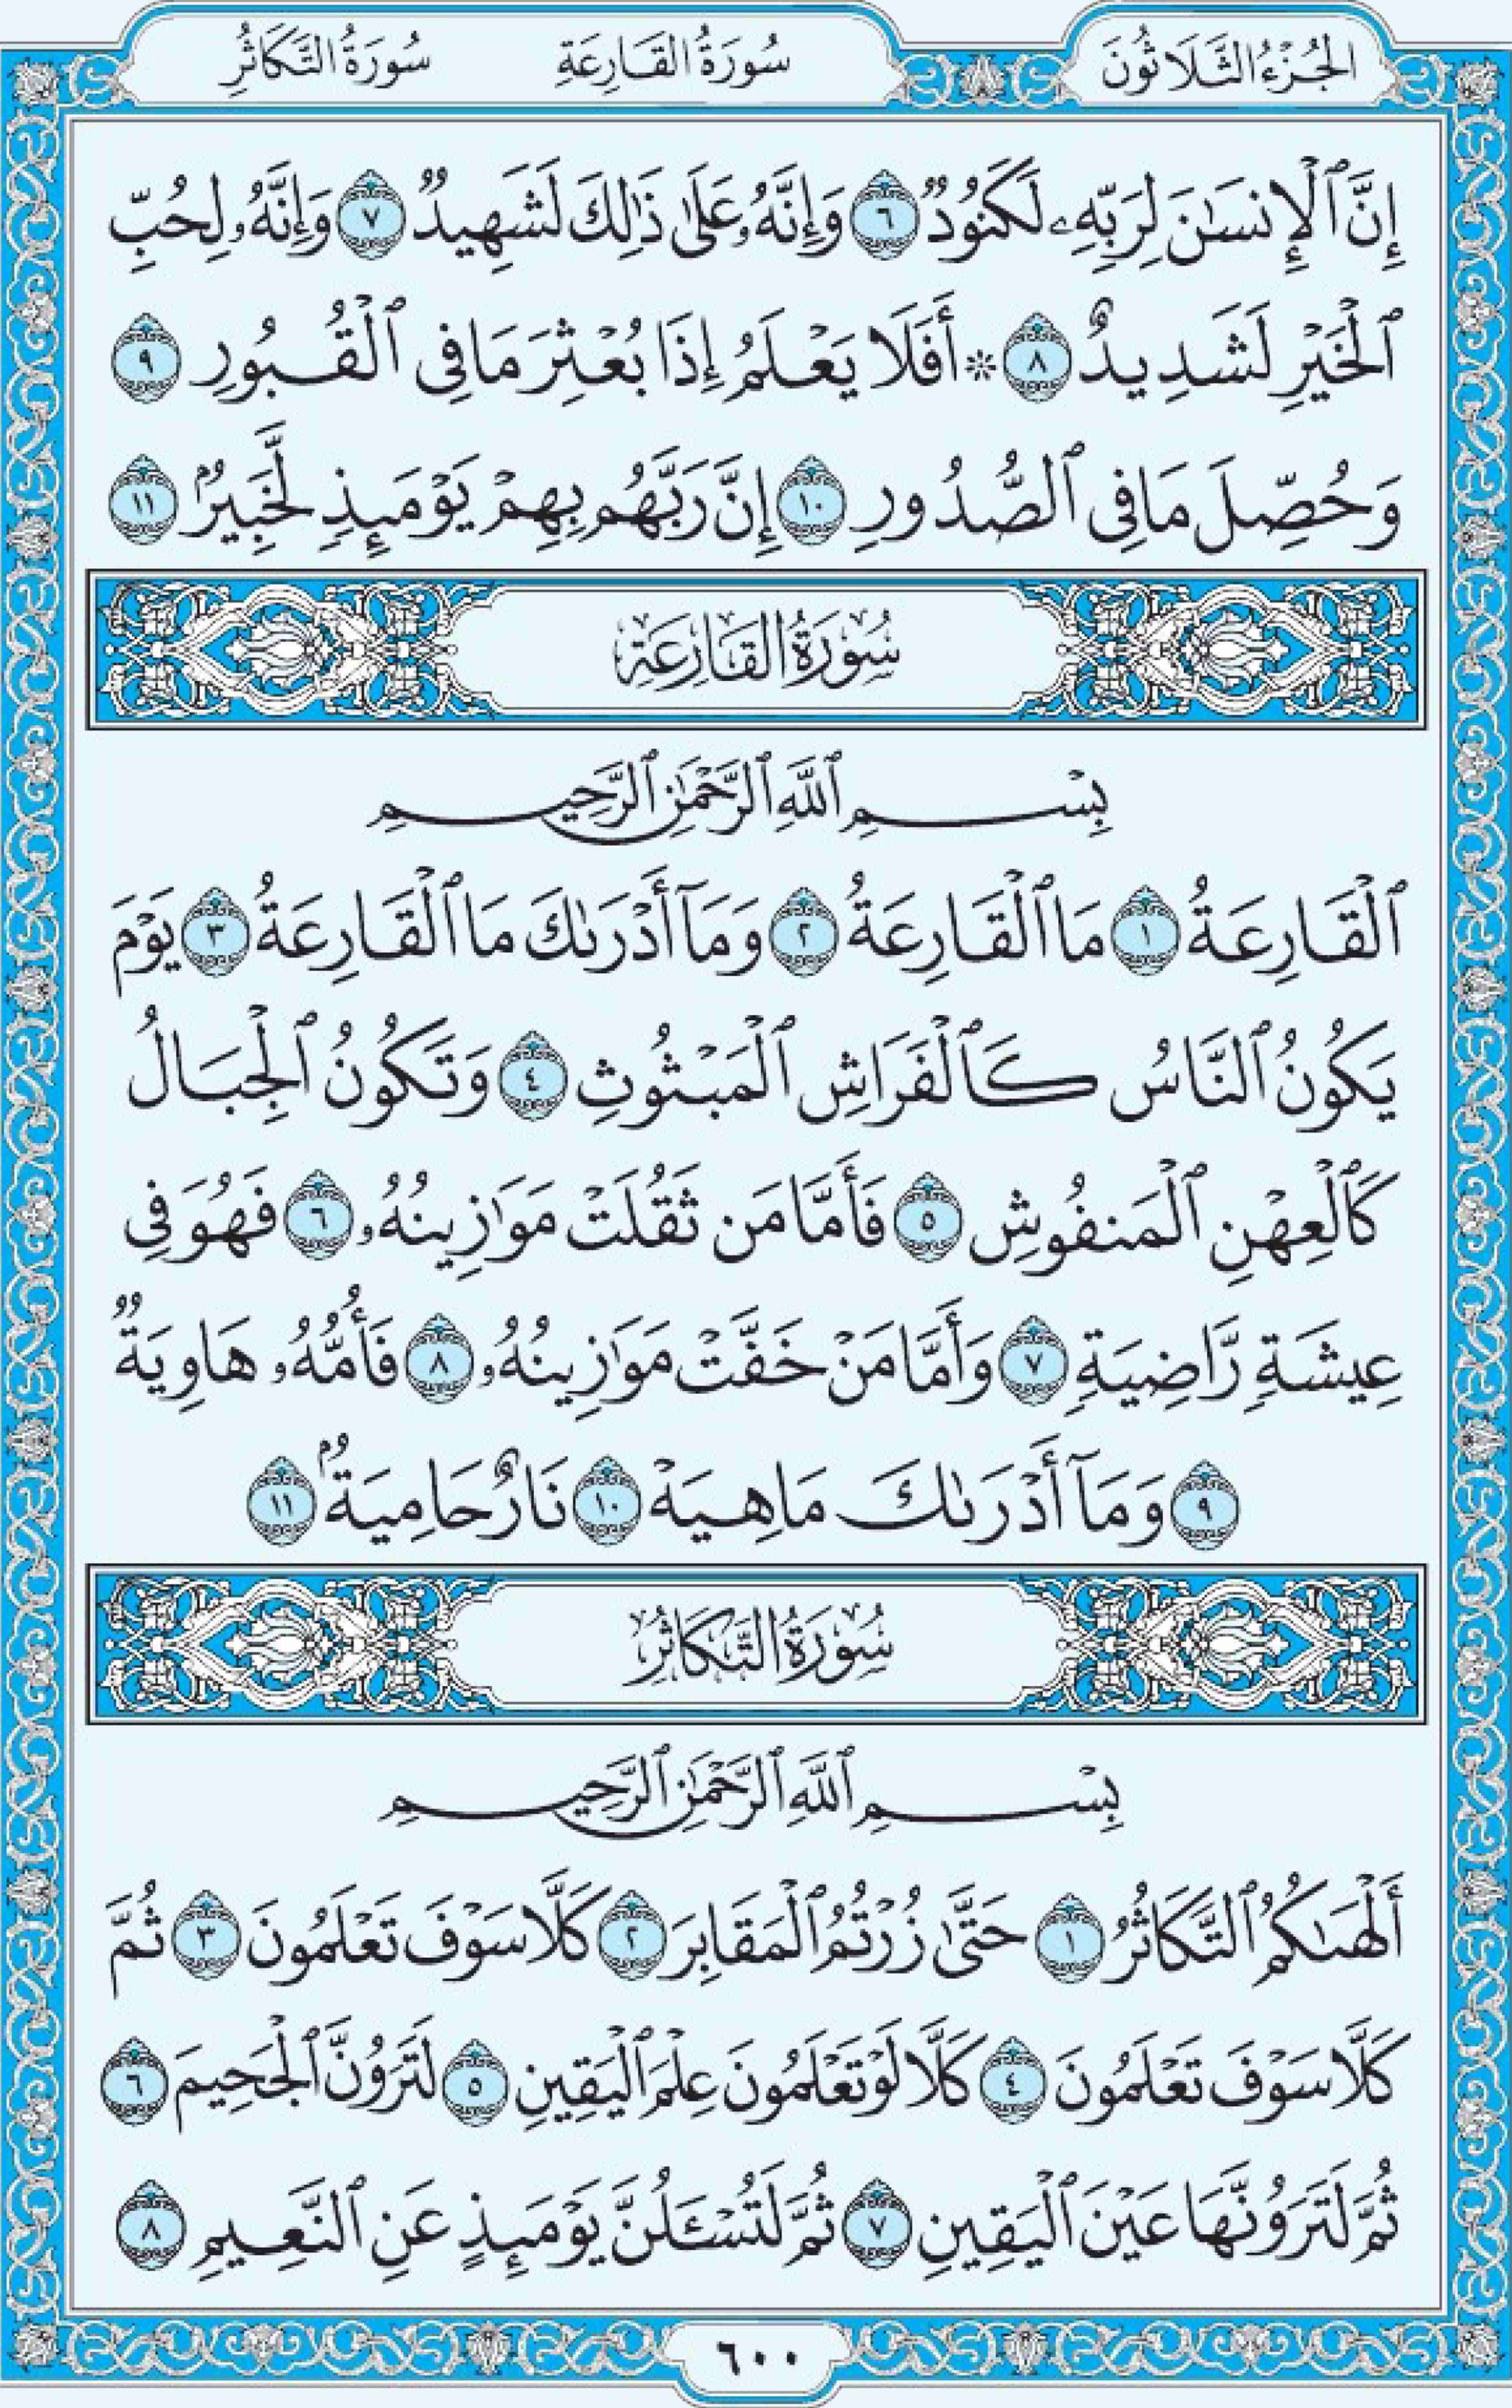 الجُزْءُ الثَّلَاثُونَ سُورَةُ القَارِعَةِ سُورَةُ التَّكَاثُرِ
إِنَّ ٱلْإِنسَٰنَ لِرَبِّهِۦ لَكَنُودٌ ٦ وَإِنَّهُۥ عَلَىٰ ذَٰلِكَ لَشَهِيدٌ ٧ وَإِنَّهُۥ لِحُبِّ
ٱلْخَيْرِ لَشَدِيدٌ ٨ ۞ أَفَلَا يَعْلَمُ إِذَا بُعْثِرَ مَا فِى ٱلْقُبُورِ ٩
وَحُصِّلَ مَا فِى ٱلصُّدُورِ ١٠ إِنَّ رَبَّهُم بِهِمْ يَوْمَئِذٍ لَّخَبِيرٌۢ ١١
سُورَةُ القَارِعَةِ
بِسْمِ ٱللَّهِ ٱلرَّحْمَٰنِ ٱلرَّحِيمِ
ٱلْقَارِعَةُ ١ مَا ٱلْقَارِعَةُ ٢ وَمَآ أَدْرَىٰكَ مَا ٱلْقَارِعَةُ ٣ يَوْمَ
يَكُونُ ٱلنَّاسُ كَٱلْفَرَاشِ ٱلْمَبْثُوثِ ٤ وَتَكُونُ ٱلْجِبَالُ
كَٱلْعِهْنِ ٱلْمَنفُوشِ ٥ فَأَمَّا مَن ثَقُلَتْ مَوَٰزِينُهُۥ ٦ فَهُوَ فِى
عِيشَةٍ رَّاضِيَةٍ ٧ وَأَمَّا مَنْ خَفَّتْ مَوَٰزِينُهُۥ ٨ فَأُمُّهُۥ هَاوِيَةٌ
٩ وَمَآ أَدْرَىٰكَ مَا هِيَهْ ١٠ نَارٌ حَامِيَةٌۢ ١١
سُورَةُ التَّكَاثُرِ
بِسْمِ ٱللَّهِ ٱلرَّحْمَٰنِ ٱلرَّحِيمِ
أَلْهَىٰكُمُ ٱلتَّكَاثُرُ ١ حَتَّىٰ زُرْتُمُ ٱلْمَقَابِرَ ٢ كَلَّا سَوْفَ تَعْلَمُونَ ٣ ثُمَّ
كَلَّا سَوْفَ تَعْلَمُونَ ٤ كَلَّا لَوْ تَعْلَمُونَ عِلْمَ ٱلْيَقِينِ ٥ لَتَرَوُنَّ ٱلْجَحِيمَ ٦
ثُمَّ لَتَرَوُنَّهَا عَيْنَ ٱلْيَقِينِ ٧ ثُمَّ لَتُسْـَٔلُنَّ يَوْمَئِذٍ عَنِ ٱلنَّعِيمِ ٨
٦٠٠